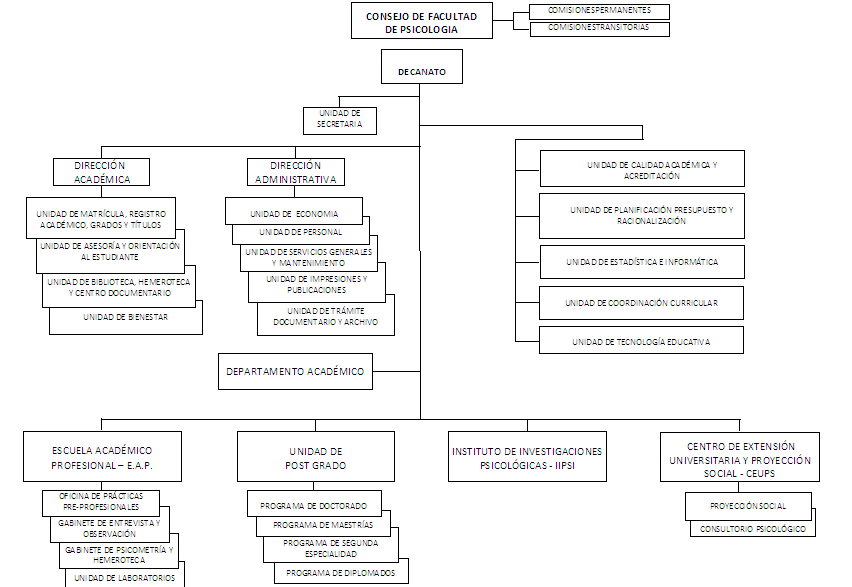 CONSEJO DE FACULTAD
DE PSICOLOGIA
COMISIONESPERMANENTES
COMISIONESTRANSITORIAS
DECANATO
UNIDAD DE
SECRETARIA
DIRECCIÓN
ACADÉMICA
DIRECCIÓN
ADMINISTRATIVA
UNIDAD DE MATRÍCULA, REGISTRO
ACADÉMICO, GRADOS Y TÍTULOS
UNIDAD DE ASESORÍA Y ORIENTACIÓN
AL ESTUDIANTE
UNIDAD DE BIBLIOTECA, HEMEROTECA
Y CENTRO DOCUMENTARIO
UNIDAD DE BIENESTAR
UNIDAD DE ECONOMIA
UNIDAD DE PERSONAL
UNIDAD DE SERVICIOS GENERALES
Y MANTENIMIENTO
UNIDAD DE IMPRESIONES Y
PUBLICACIONES
UNIDAD DE TRÁMITE
DOCUMENTARIO Y ARCHIVO
UNIDAD DE CALIDAD ACADÉMICA Y
ACREDITACIÓN
UNIDAD DE PLANIFICACIÓN PRESUPUESTO Y
RACIONALIZACIÓN
UNIDAD DE ESTADÍSTICA E INFORMÁTICA
UNIDAD DE COORDINACIÓN CURRICULAR
UNIDAD DE TECNOLOGÍA EDUCATIVA
DEPARTAMENTO ACADÉMICO
ESCUELA ACADÉMICO
PROFESIONAL – E.A.P.
OFICINA DE PRÁCTICAS
PRE-PROFESIONALES
GABINETE DE ENTREVISTA Y
OBSERVACIÓN
GABINETE DE PSICOMETRÍA Y
HEMEROTECA
UNIDAD DE LABORATORIOS
UNIDAD DE
POST GRADO
PROGRAMA DE DOCTORADO
PROGRAMA DE MAESTRÍAS
PROGRAMA DE SEGUNDA
ESPECIALIDAD
PROGRAMA DE DIPLOMADOS
INSTITUTO DE INVESTIGACIONES
PSICOLÓGICAS - IIPSI
CENTRO DE EXTENSIÓN
UNIVERSITARIA Y PROYECCIÓN
SOCIAL - CEUPS
PROYECCIÓN SOCIAL
CONSULTORIO PSICOLÓGICO